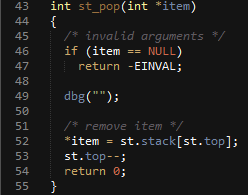 43 int st_pop(int *item)
44 {
45 /* invalid arguments */
46 if (item == NULL)
47 return -EINVAL;
48
49 dbg("");
50
51 /* remove item */
52 *item = st.stack[st.top];
53 st.top--;
54 return 0;
55 }